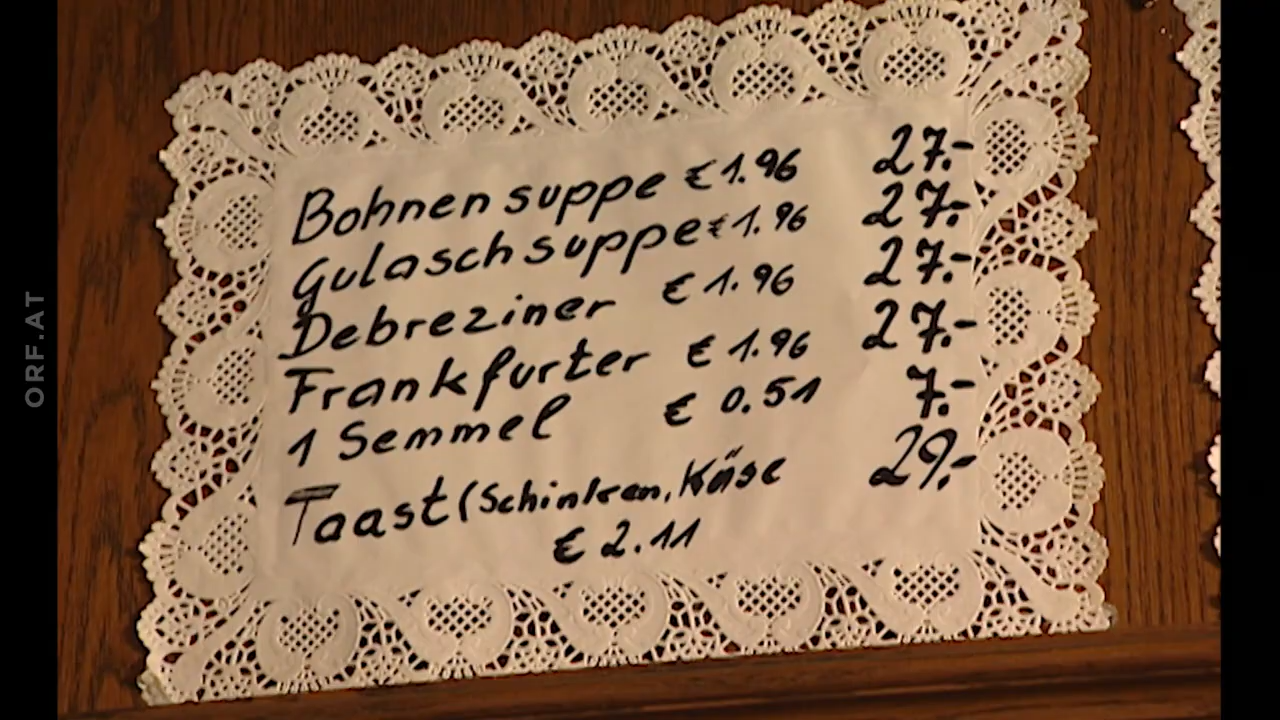 Bohnensuppe € 1.96 27.-
Gulaschsuppe € 1.96 27.-
Debreziner € 1.96 27.-
Frankfurter € 1.96 27.-
1 Semmel € 0.51 7.-
Taast (Schinken, Käse 29.-
€ 2.11
ORF.AT